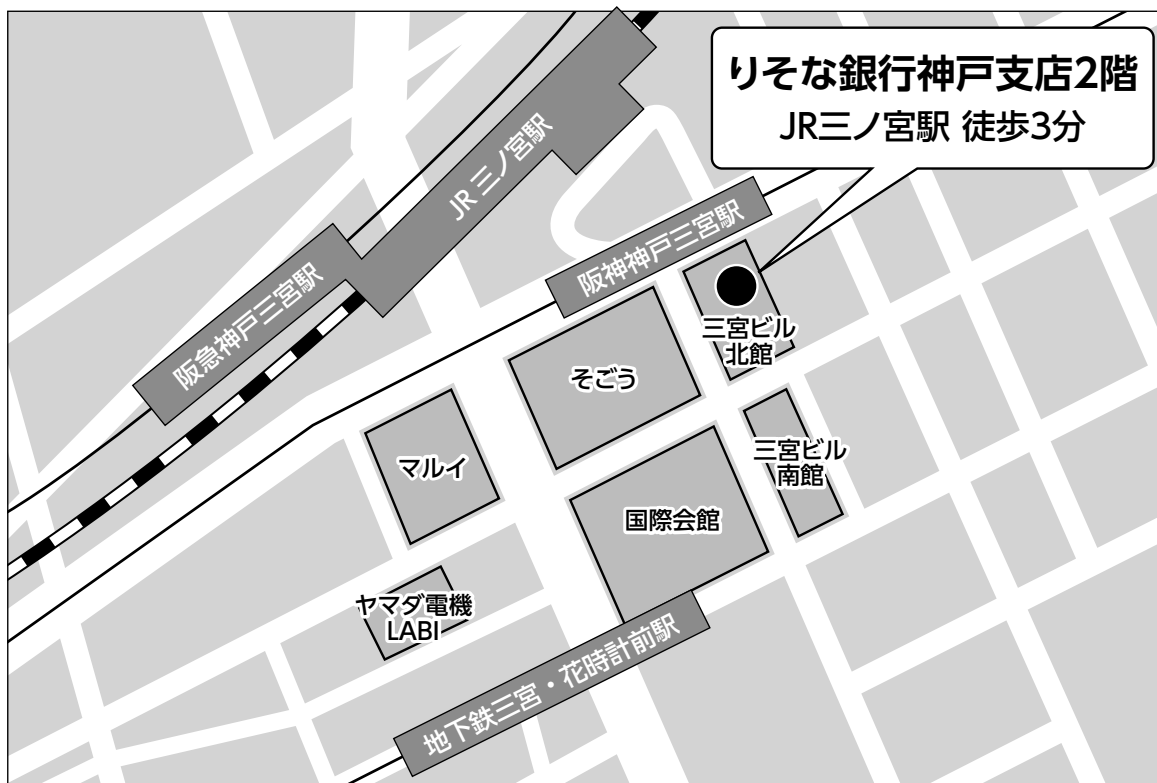 りそな銀行神戸支店2階
JR三ノ宮駅 徒歩3分
JR 三ノ宮駅
阪神神戸三宮駅
阪急神戸三宮駅
三宮ビル
北館
そごう
三宮ビル
南館
マルイ
国際会館
ヤマダ電機
LABI
地下鉄三宮・花時計前駅